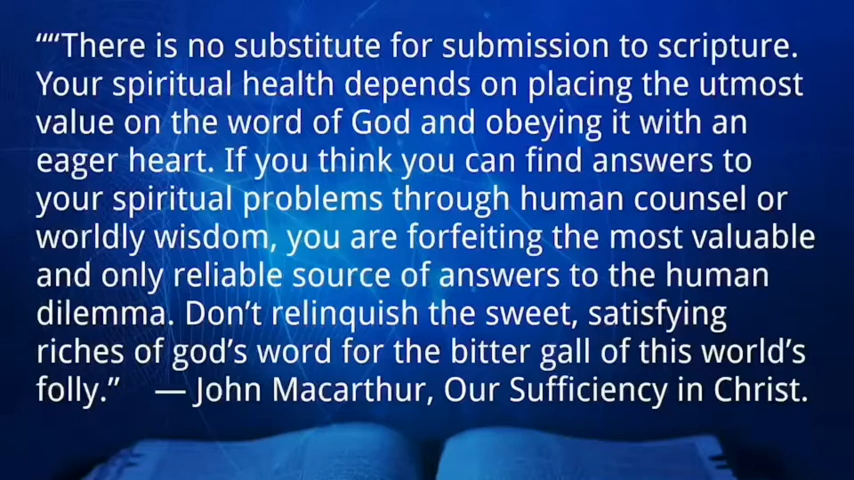 ““There is no substitute for submission to scripture.
Your spiritual health depends on placing the utmost
value on the word of God and obeying it with an
eager heart. If you think you can find answers to
your spiritual problems through human counsel or
worldly wisdom, you are forfeiting the most valuable
and only reliable source of answers to the human
dilemma. Don’t relinquish the sweet, satisfying
riches of god’s word for the bitter gall of this world’s
folly.” — John Macarthur, Our Sufficiency in Christ.